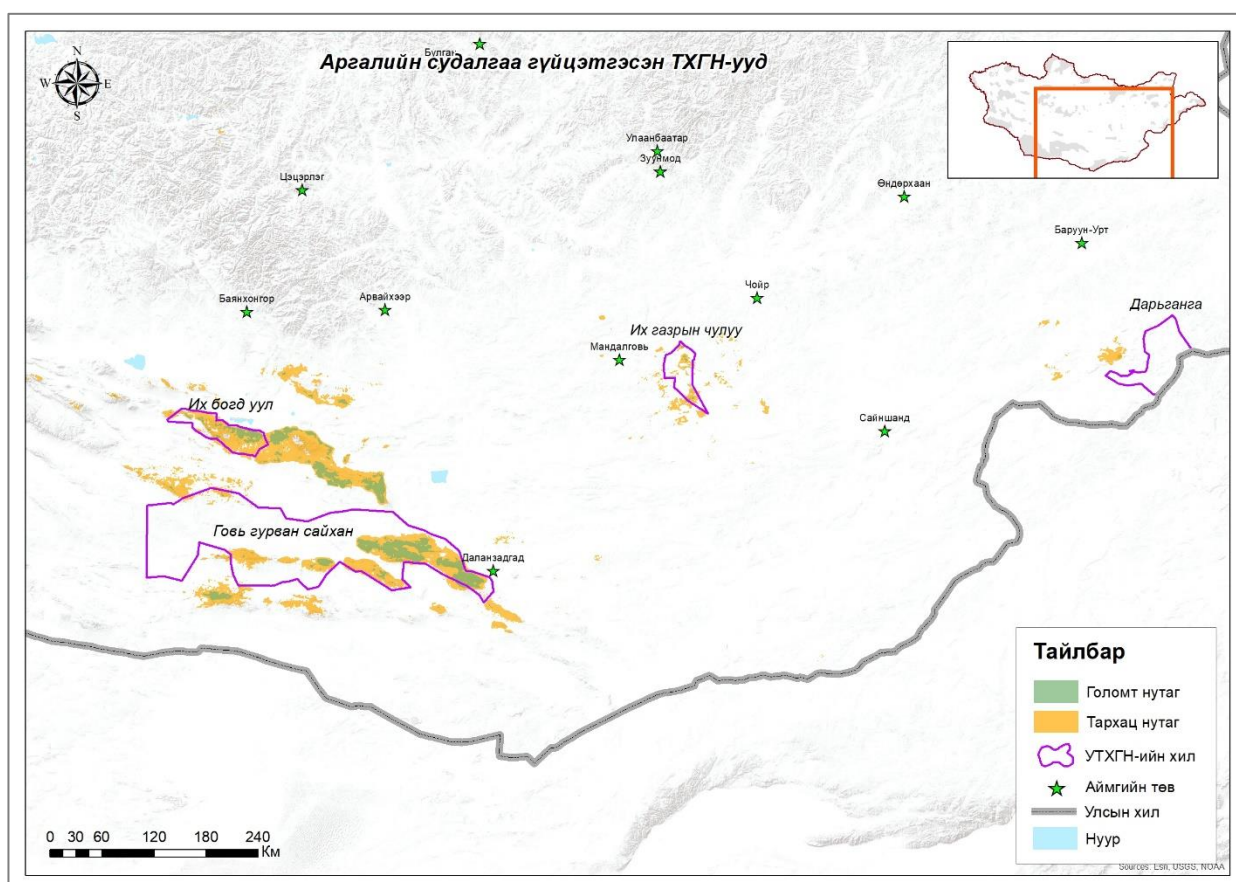 Булган
Аргалийн судалгаа гүйцэтгэсэн ТХГН-ууд
N
W
E
S
Улаанбаатар
Зуунмод
Цэцэрлэг
Өндөрхаан
Баруун-Урт
Чойр
Баянхонгор
Арвайхээр
Дарьганга
Их газрын чулуу
Мандалговь
Их богд уул
Сайншанд
Говь гурван сайхан
Даланзадгад
Тайлбар
Голомт нутаг
Тархац нутаг
УТХГН-ийн хил
Аймгийн төв
Улсын хил
Нуур
0 30 60 120 180 240
Км
Sources: Esri, USGS, NOAA